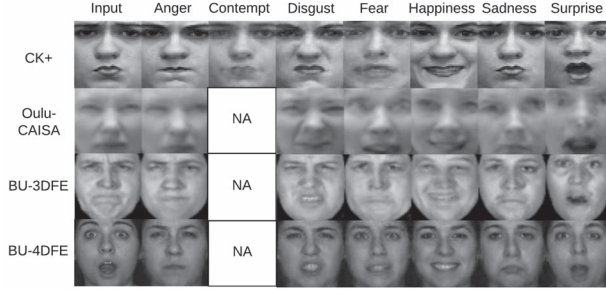 Input Anger Contempt Disgust Fear Happiness Sadness Surprise
CK+
Oulu-
CAISA
NA
BU-3DFE
NA
BU-4DFE
NA